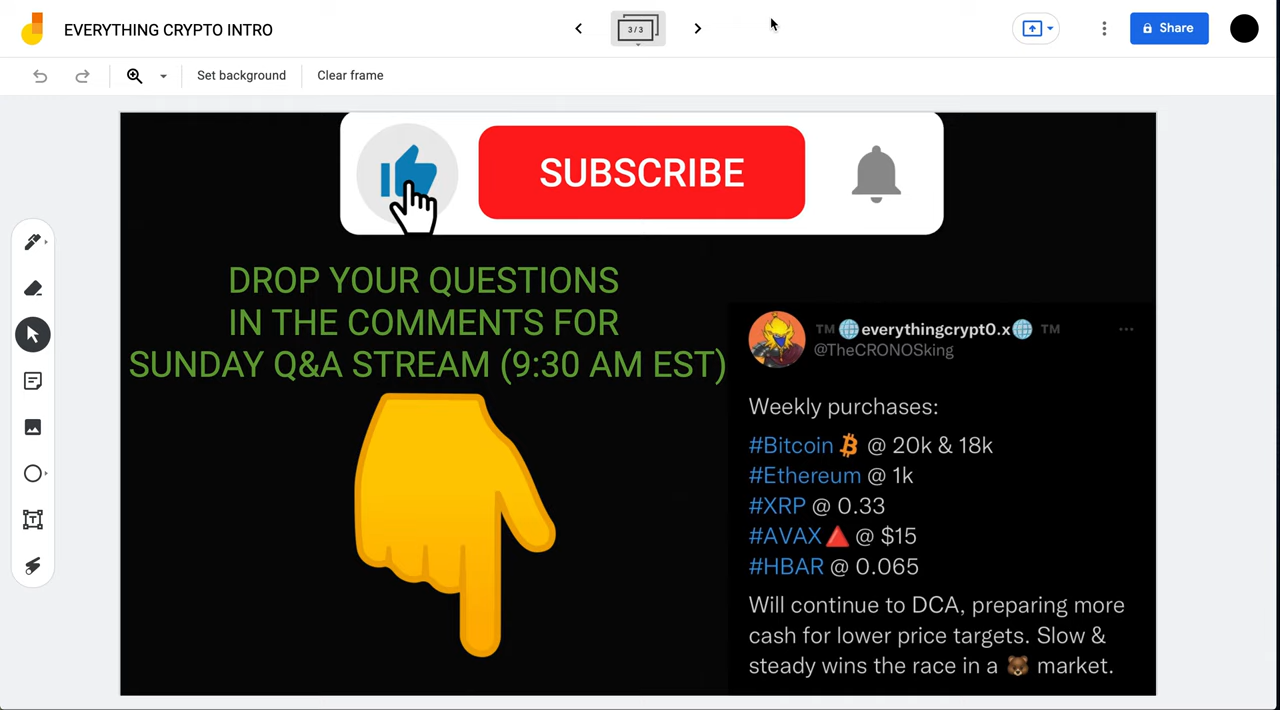 EVERYTHING CRYPTO INTRO
3/3
Share
Set background
Clear frame
SUBSCRIBE
DROP YOUR QUESTIONS
IN THE COMMENTS FOR
SUNDAY Q&A STREAM (9:30 AM EST)
TM🌐everythingcrypt0.x🌐 TM
@TheCRONOSking
Weekly purchases:
#Bitcoin ₿ @ 20k & 18k
#Ethereum @ 1k
#XRP @ 0.33
#AVAX🔺 @ $15
#HBAR @ 0.065
Will continue to DCA, preparing more
cash for lower price targets. Slow &
steady wins the race in a 🐻 market.